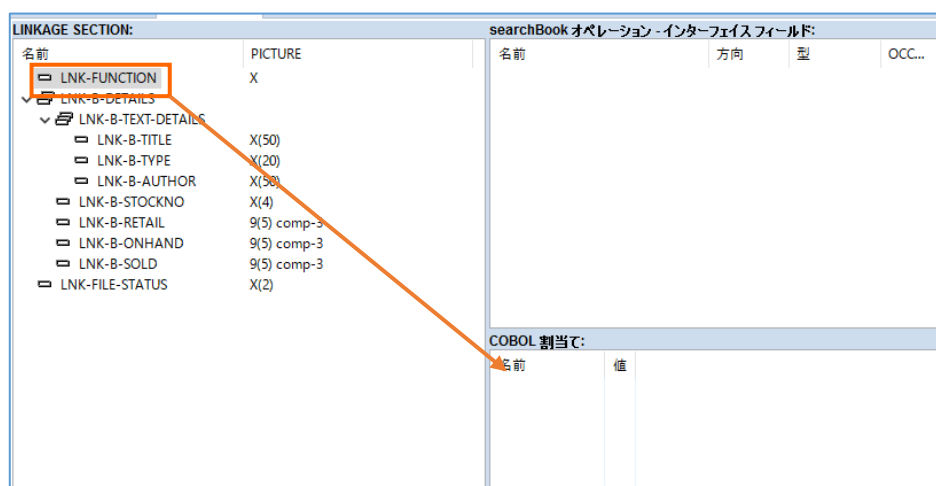 LINKAGE SECTION:
名前 PICTURE
LNK-FUNCTION X
LNK-B-DETAILS
LNK-B-TEXT-DETAILS
LNK-B-TITLE X(50)
LNK-B-TYPE X(20)
LNK-B-AUTHOR X(50)
LNK-B-STOCKNO X(4)
LNK-B-RETAIL 9(5) comp-3
LNK-B-ONHAND 9(5) comp-3
LNK-B-SOLD 9(5) comp-3
LNK-FILE-STATUS X(2)
searchBook オペレーション - インターフェイス フィールド:
名前 方向 型 OCC...
COBOL 割当て:
名前 値